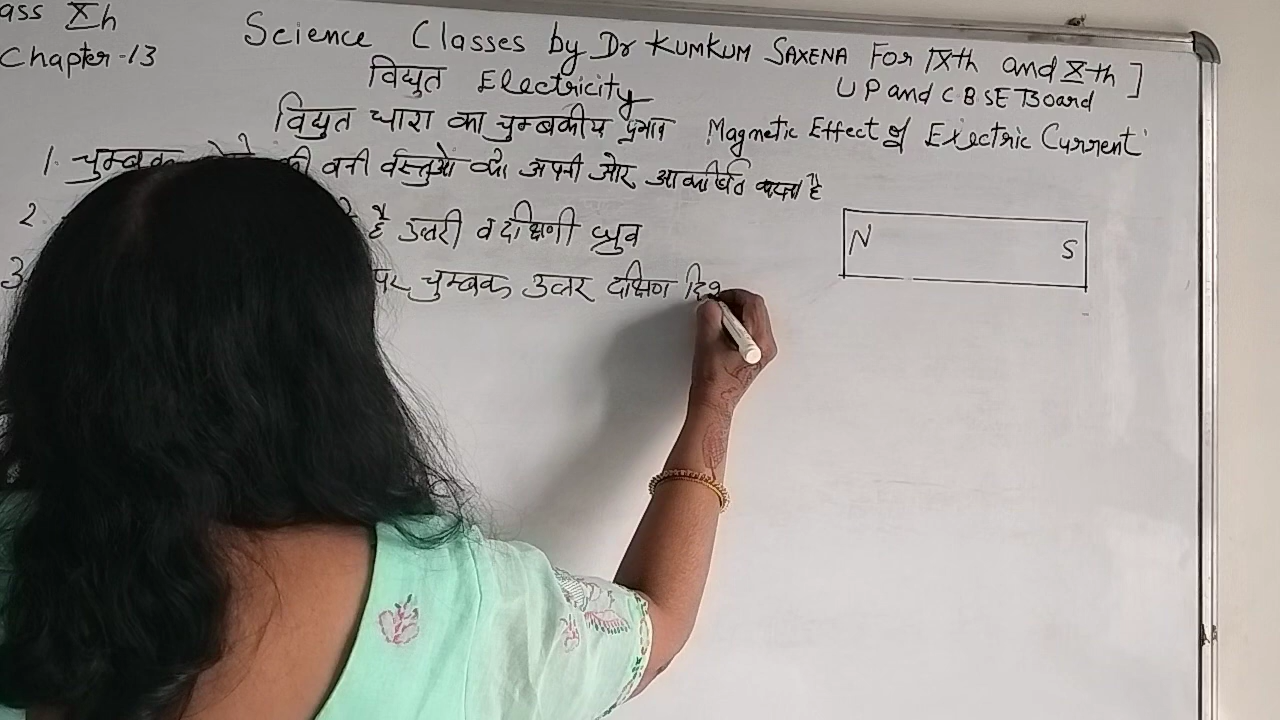 ass Xh
Chapter-13
Science Classes by Dr KUMKUM SAXENA For IXth and Xth ]
UP and CBSE Board
विद्युत Electricity
विद्युत धारा का चुम्बकीय प्रभाव Magnetic Effect of Electric Current
1. चुम्बक की बनी वस्तुओ को अपनी ओर आकर्षित करता है
2. है उत्तरी व दक्षिणी ध्रुव
3 पर चुम्बक उत्तर दक्षिण
N S